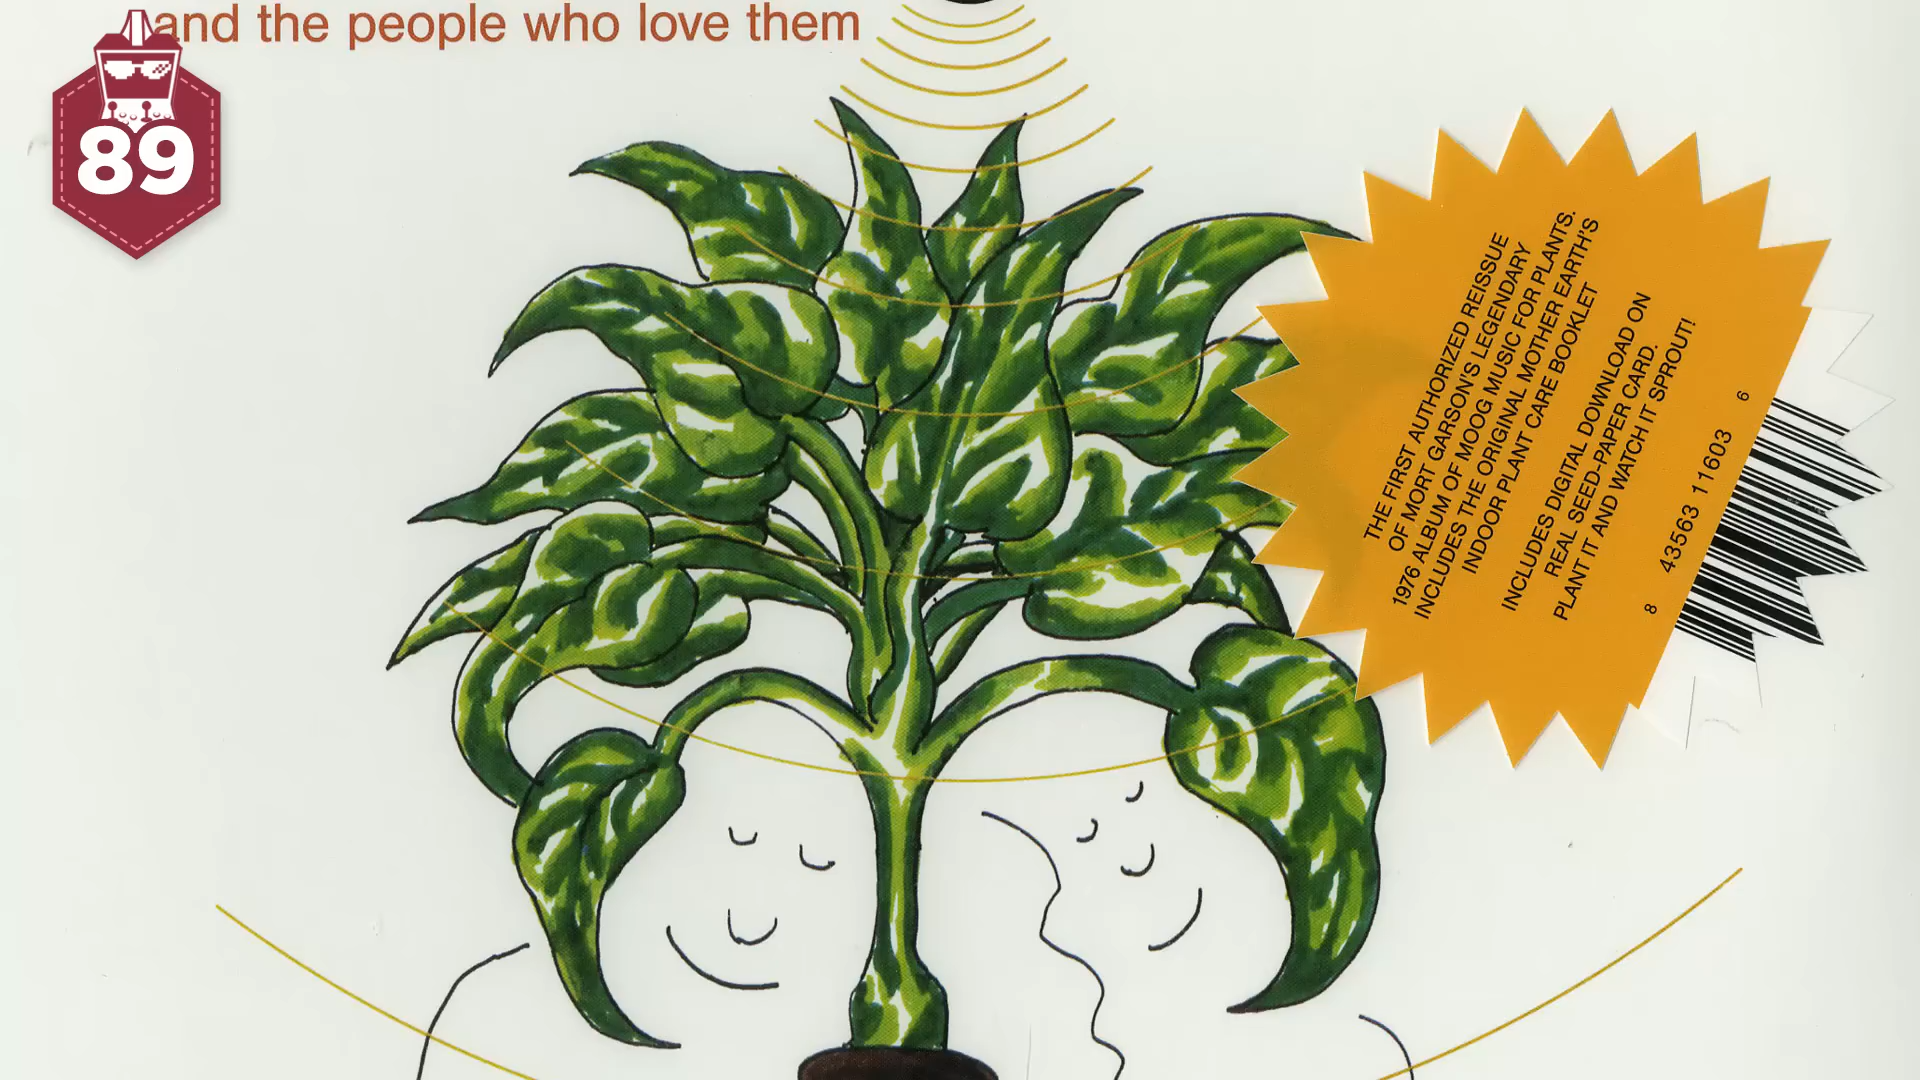 and the people who love them
89
THE FIRST AUTHORIZED REISSUE
OF MORT GARSON'S LEGENDARY
1976 ALBUM OF MOOG MUSIC FOR PLANTS.
INCLUDES THE ORIGINAL MOTHER EARTH'S
INDOOR PLANT CARE BOOKLET
INCLUDES DIGITAL DOWNLOAD ON
REAL SEED-PAPER CARD.
PLANT IT AND WATCH IT SPROUT!
8 43563 11603 6